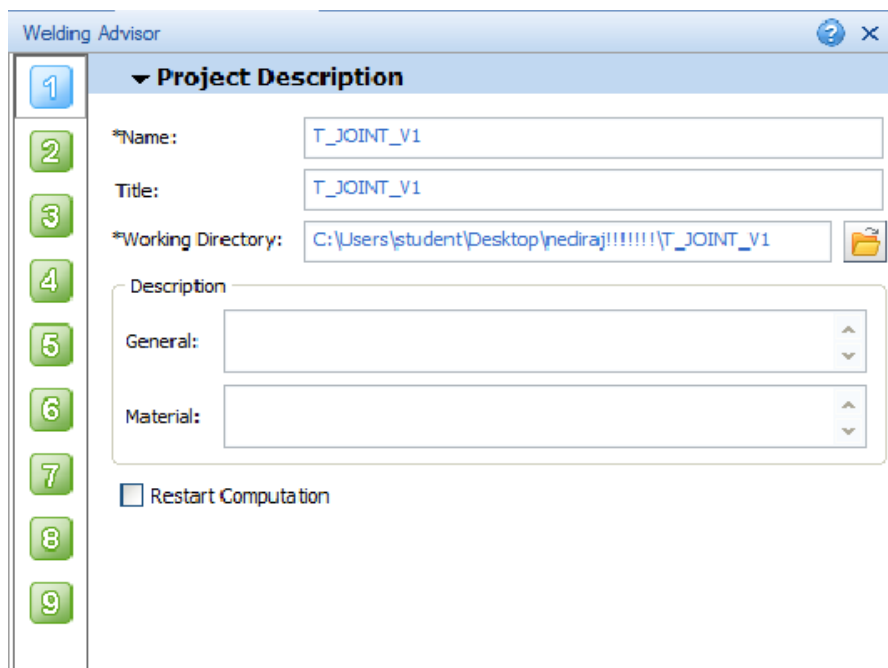 Welding Advisor
1
Project Description
2
*Name: T_JOINT_V1
Title: T_JOINT_V1
3
*Working Directory: C:\Users\student\Desktop\nediraj!!!!!!!\T_JOINT_V1
4
Description
5
General:
6
Material:
7
Restart Computation
8
9